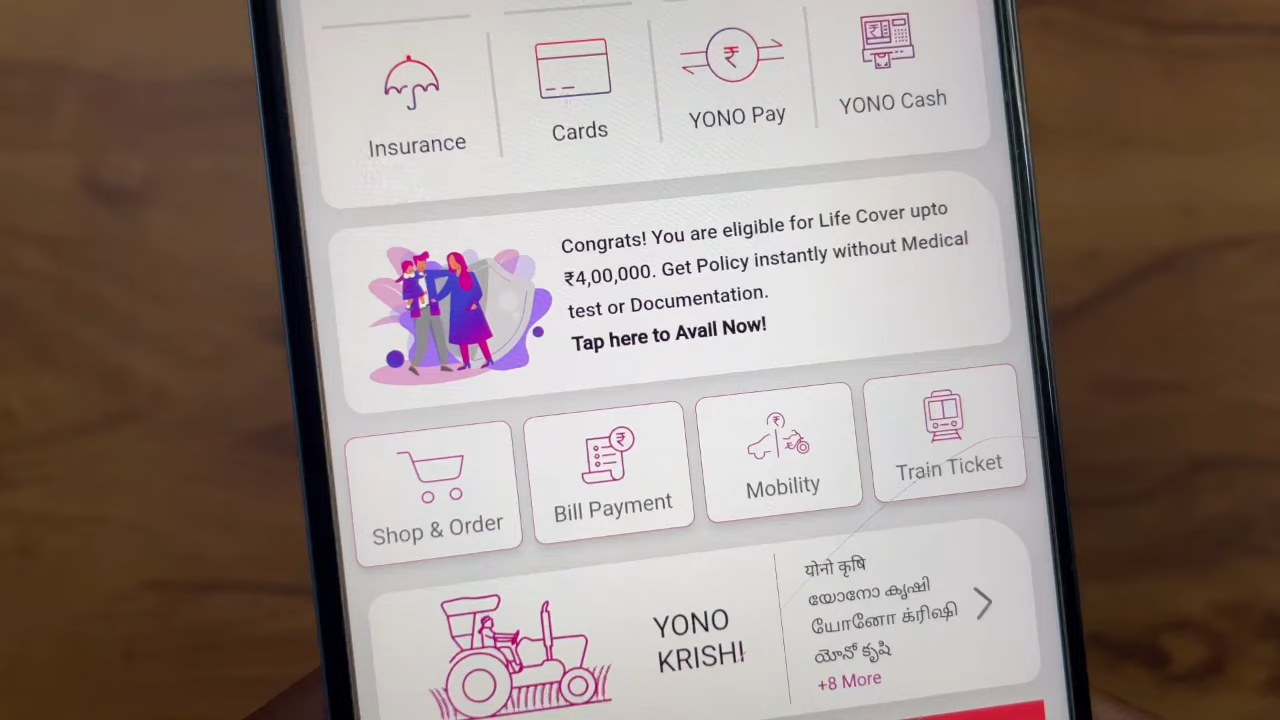 Insurance
Cards
YONO Pay
YONO Cash
Congrats! You are eligible for Life Cover upto
₹4,00,000. Get Policy instantly without Medical
test or Documentation.
Tap here to Avail Now!
Shop & Order
Bill Payment
Mobility
Train Ticket
YONO
KRISHI
योनो कृषि
യോനോ കൃഷി
யோனோ க்ரிஷி
యోనో కృషి
+8 More